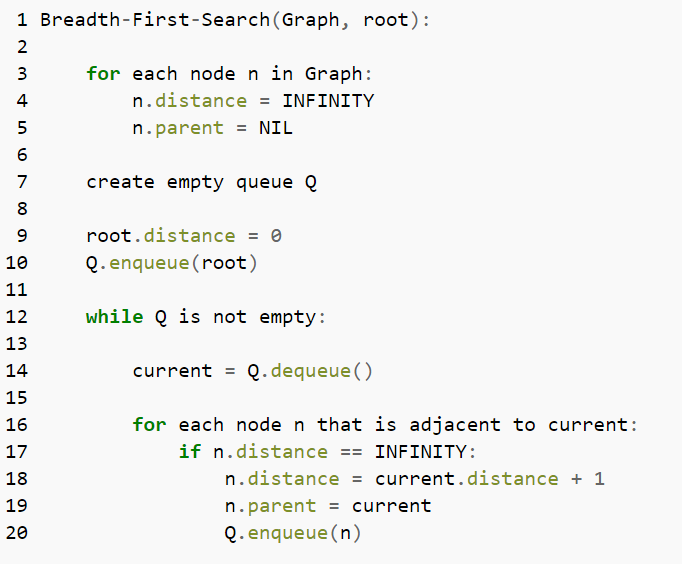 1 Breadth-First-Search(Graph, root):
2
3     for each node n in Graph:
4         n.distance = INFINITY
5         n.parent = NIL
6
7     create empty queue Q
8
9     root.distance = 0
10     Q.enqueue(root)
11
12     while Q is not empty:
13
14         current = Q.dequeue()
15
16         for each node n that is adjacent to current:
17             if n.distance == INFINITY:
18                 n.distance = current.distance + 1
19                 n.parent = current
20                 Q.enqueue(n)